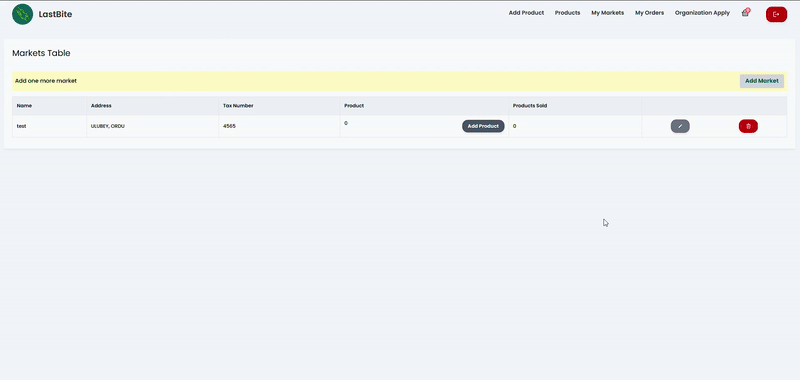 LastBite
Add Product Products My Markets My Orders Organization Apply
Markets Table
Add one more market Add Market
Name Address Tax Number Product Products Sold
test ULUBEY, ORDU 4565 0 Add Product 0